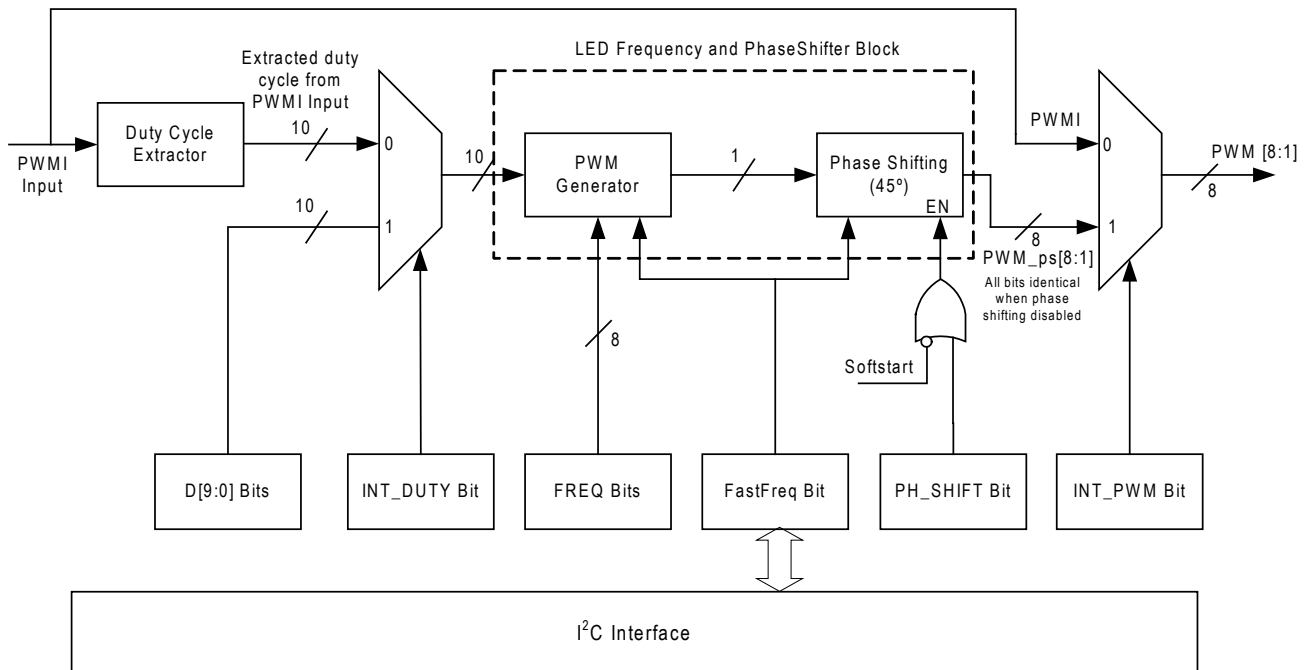 LED Frequency and PhaseShifter Block
Extracted duty
cycle from
PWMI Input
10
Duty Cycle
Extractor
PWMI
Input
0
10
1
10
PWM
Generator
1
Phase Shifting
(45º)
EN
PWMI
0
8
PWM_ps[8:1]
All bits identical
when phase
shifting disabled
1
PWM [8:1]
8
8
Softstart
D[9:0] Bits
INT_DUTY Bit
FREQ Bits
FastFreq Bit
PH_SHIFT Bit
INT_PWM Bit
I²C Interface